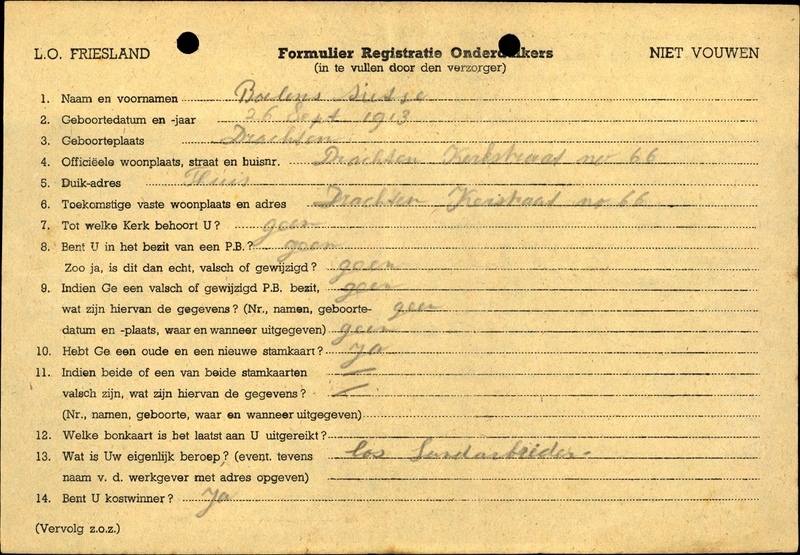 L.O. FRIESLAND Formulier Registratie Onderduikers NIET VOUWEN
(in te vullen door den verzorger)
1. Naam en voornamen Boelens Sietse
2. Geboortedatum en -jaar 26 Sept 1913
3. Geboorteplaats Drachten
4. Officiëele woonplaats, straat en huisnr. Drachten Kerkstraat no 66
5. Duik-adres Thuis
6. Toekomstige vaste woonplaats en adres Drachten Kerstraat no 66
7. Tot welke Kerk behoort U? geen
8. Bent U in het bezit van een P.B.? geen
Zoo ja, is dit dan echt, valsch of gewijzigd? geen
9. Indien Ge een valsch of gewijzigd P.B. bezit, geen
wat zijn hiervan de gegevens? (Nr., namen, geboorte- geen
datum en -plaats, waar en wanneer uitgegeven) geen
10. Hebt Ge een oude en een nieuwe stamkaart? Ja
11. Indien beide of een van beide stamkaarten —
valsch zijn, wat zijn hiervan de gegevens? —
(Nr., namen, geboorte, waar en wanneer uitgegeven)
12. Welke bonkaart is het laatst aan U uitgereikt?
13. Wat is Uw eigenlijk beroep? (event. tevens los Landarbeider
naam v. d. werkgever met adres opgeven)
14. Bent U kostwinner? Ja
(Vervolg z.o.z.)